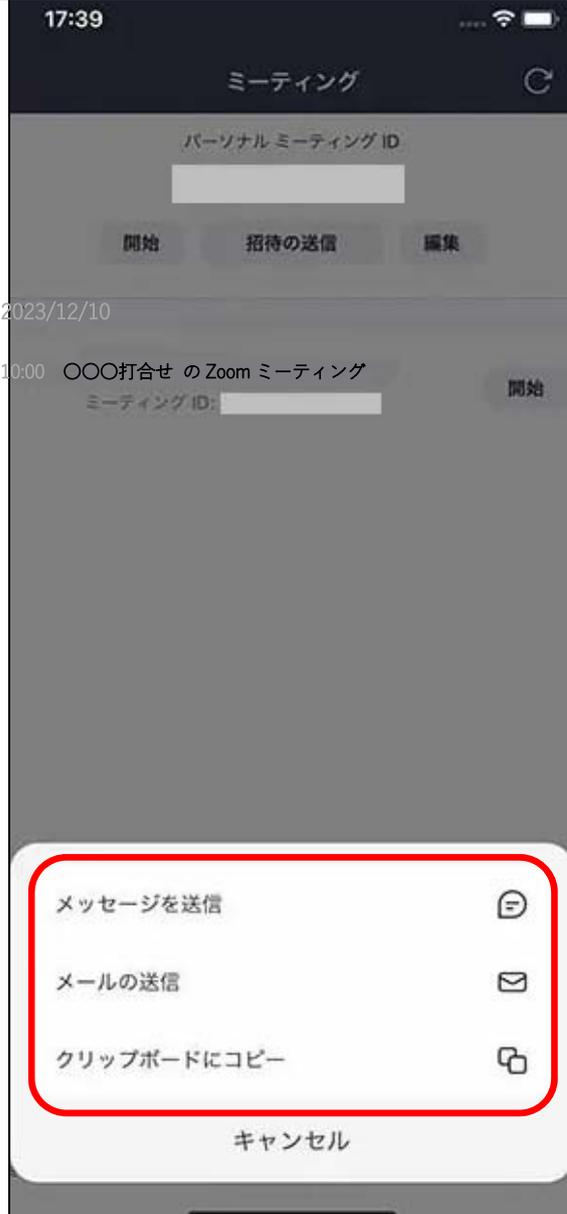 17:39
ミーティング
パーソナル ミーティング ID
開始 招待の送信 編集
2023/12/10
10:00 〇〇〇打合せ の Zoom ミーティング
開始
ミーティング ID:
メッセージを送信
メールの送信
クリップボードにコピー
キャンセル